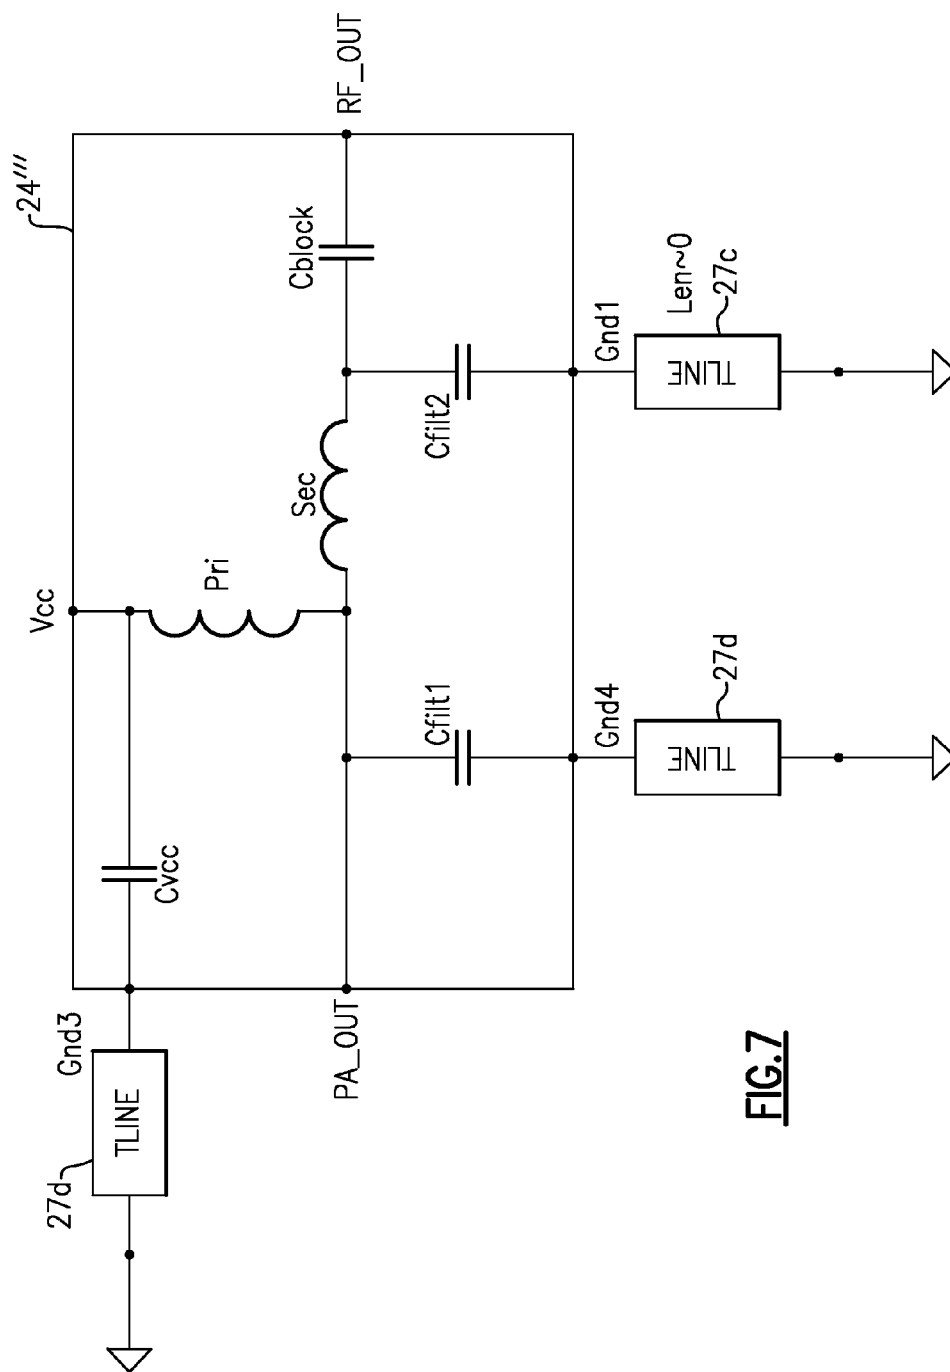 24'''
Vcc
RF_OUT
Cblock
Pri
Sec
Cvcc
Cfilt1
Cfilt2
Gnd3
TLINE
27d
PA_OUT
Gnd4
TLINE
27d
Gnd1
Len~0
TLINE
27c
FIG.7